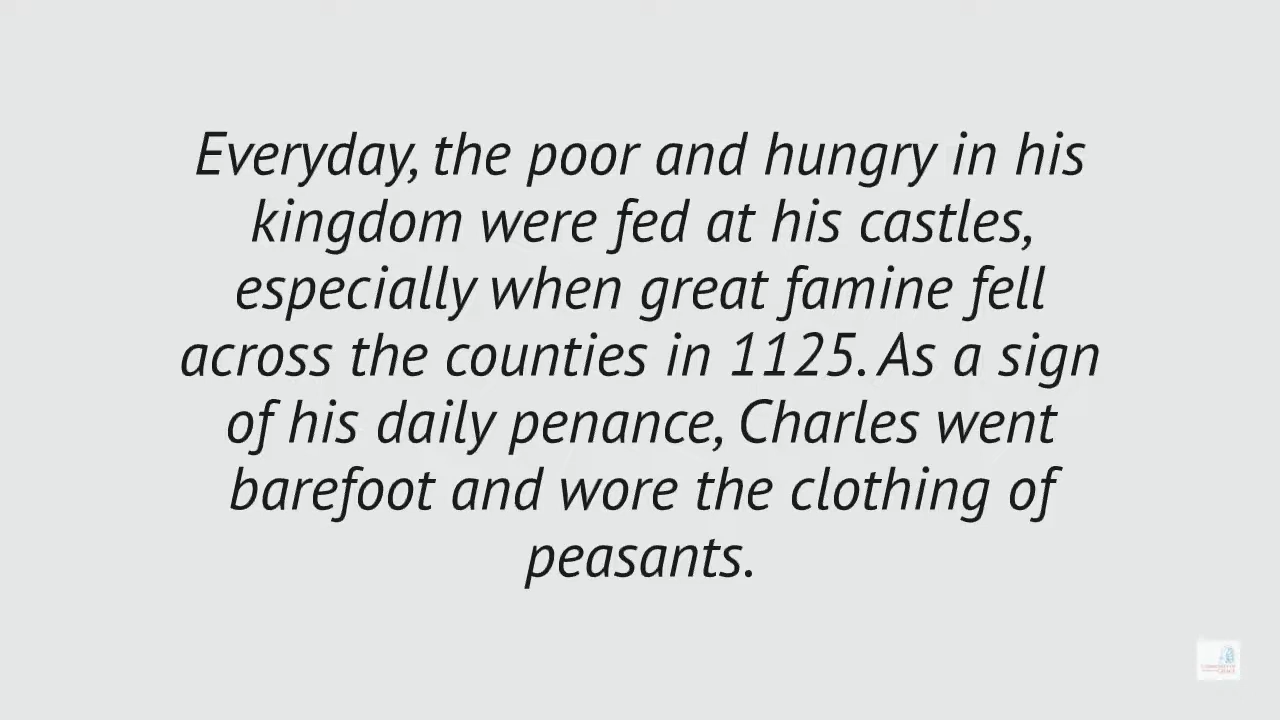 Everyday, the poor and hungry in his
kingdom were fed at his castles,
especially when great famine fell
across the counties in 1125. As a sign
of his daily penance, Charles went
barefoot and wore the clothing of
peasants.